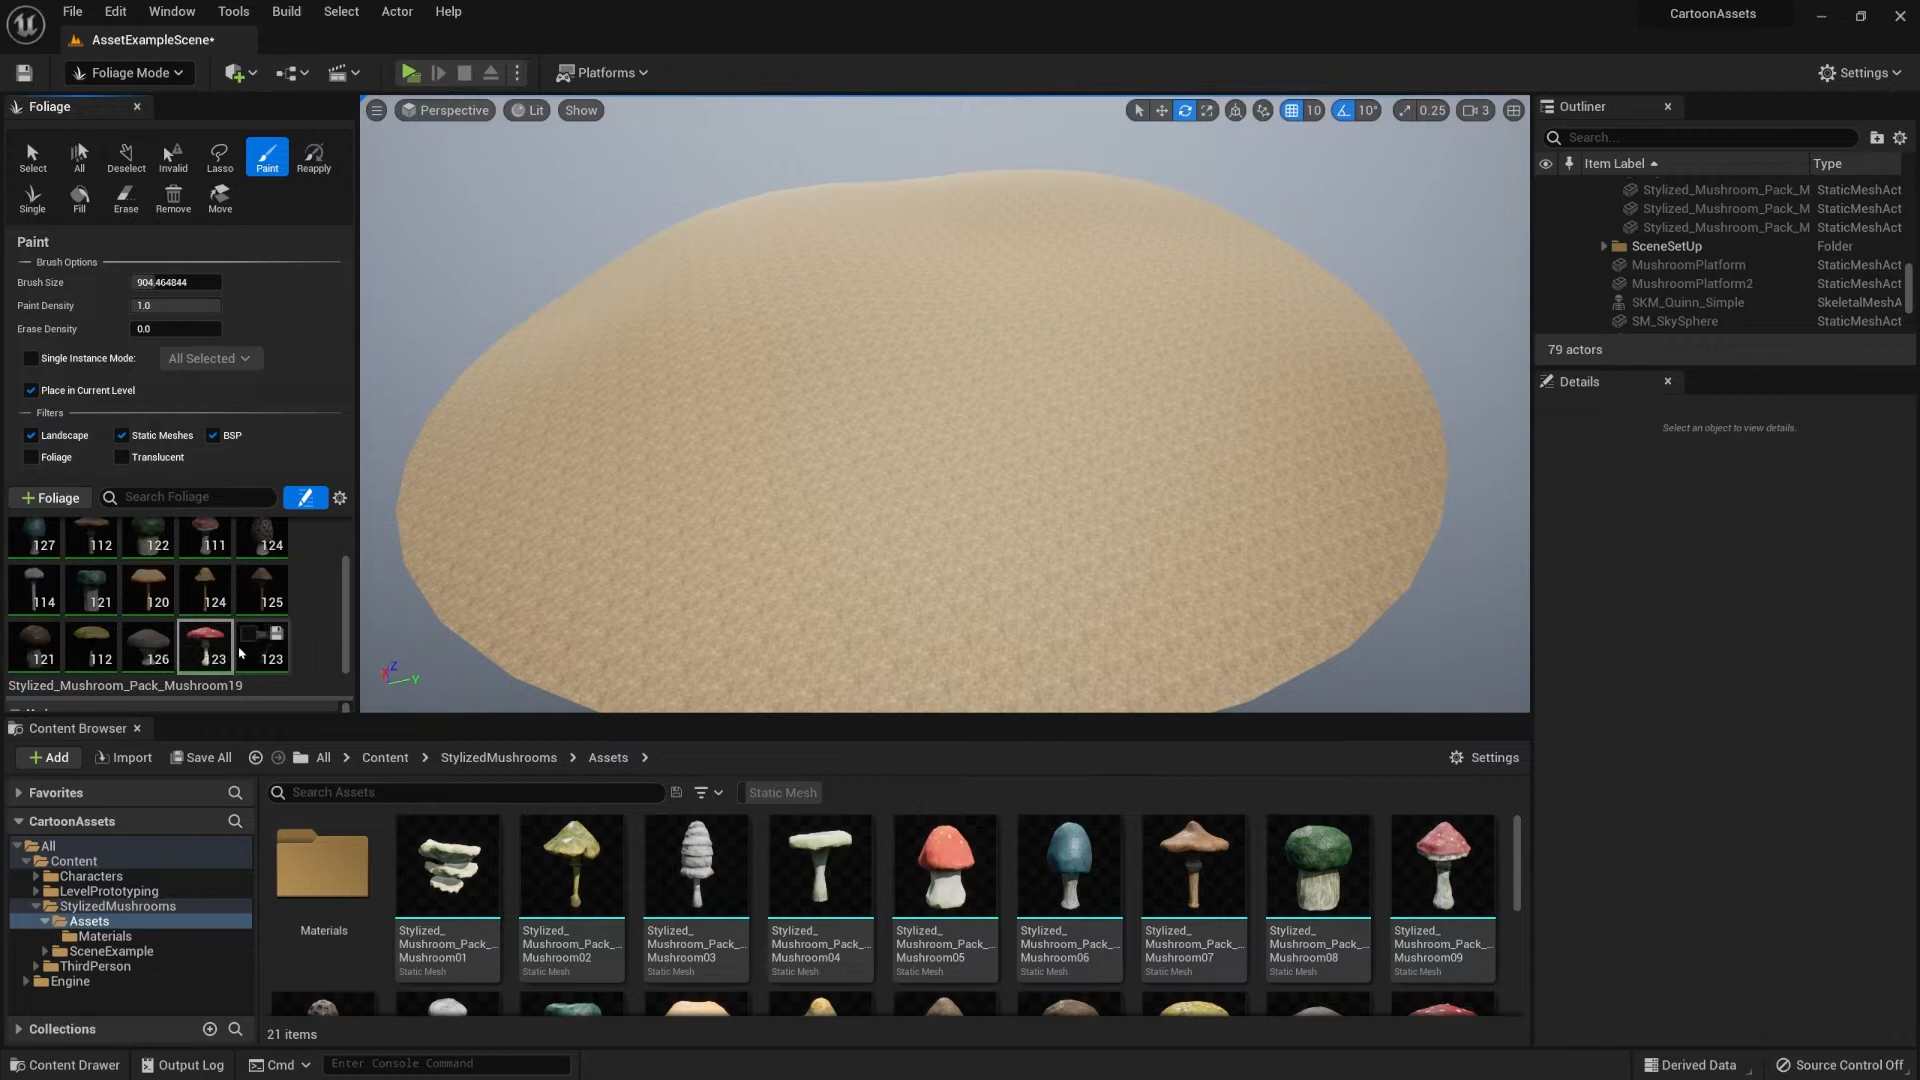 File Edit Window Tools Build Select Actor Help
CartoonAssets
AssetExampleScene*
Foliage Mode
Platforms
Settings
Foliage
Perspective Lit Show
10 10° 0.25 3
Outliner
Search...
Item Label Type
Stylized_Mushroom_Pack_M StaticMeshAct
Stylized_Mushroom_Pack_M StaticMeshAct
Stylized_Mushroom_Pack_M StaticMeshAct
SceneSetUp Folder
MushroomPlatform StaticMeshAct
MushroomPlatform2 StaticMeshAct
SKM_Quinn_Simple SkeletalMeshA
SM_SkySphere StaticMeshAct
79 actors
Details
Select an object to view details.
Select All Deselect Invalid Lasso Paint Reapply
Single Fill Erase Remove Move
Paint
Brush Options
Brush Size 904.464844
Paint Density 1.0
Erase Density 0.0
Single Instance Mode: All Selected
Place in Current Level
Filters
Landscape Static Meshes BSP
Foliage Translucent
+ Foliage Search Foliage
127 112 122 111 124
114 121 120 124 125
121 112 126 123 123
Stylized_Mushroom_Pack_Mushroom19
X Z Y
Content Browser
+ Add Import Save All All > Content > StylizedMushrooms > Assets > Settings
Favorites
CartoonAssets
All
Content
Characters
LevelPrototyping
StylizedMushrooms
Assets
Materials
SceneExample
ThirdPerson
Engine
Collections
Search Assets Static Mesh
Materials
Stylized_
Mushroom_Pack_...
Mushroom01
Static Mesh
Stylized_
Mushroom_Pack_...
Mushroom02
Static Mesh
Stylized_
Mushroom_Pack_...
Mushroom03
Static Mesh
Stylized_
Mushroom_Pack_...
Mushroom04
Static Mesh
Stylized_
Mushroom_Pack_...
Mushroom05
Static Mesh
Stylized_
Mushroom_Pack_...
Mushroom06
Static Mesh
Stylized_
Mushroom_Pack_...
Mushroom07
Static Mesh
Stylized_
Mushroom_Pack_...
Mushroom08
Static Mesh
Stylized_
Mushroom_Pack_...
Mushroom09
Static Mesh
21 items
Content Drawer Output Log Cmd Enter Console Command Derived Data Source Control Off